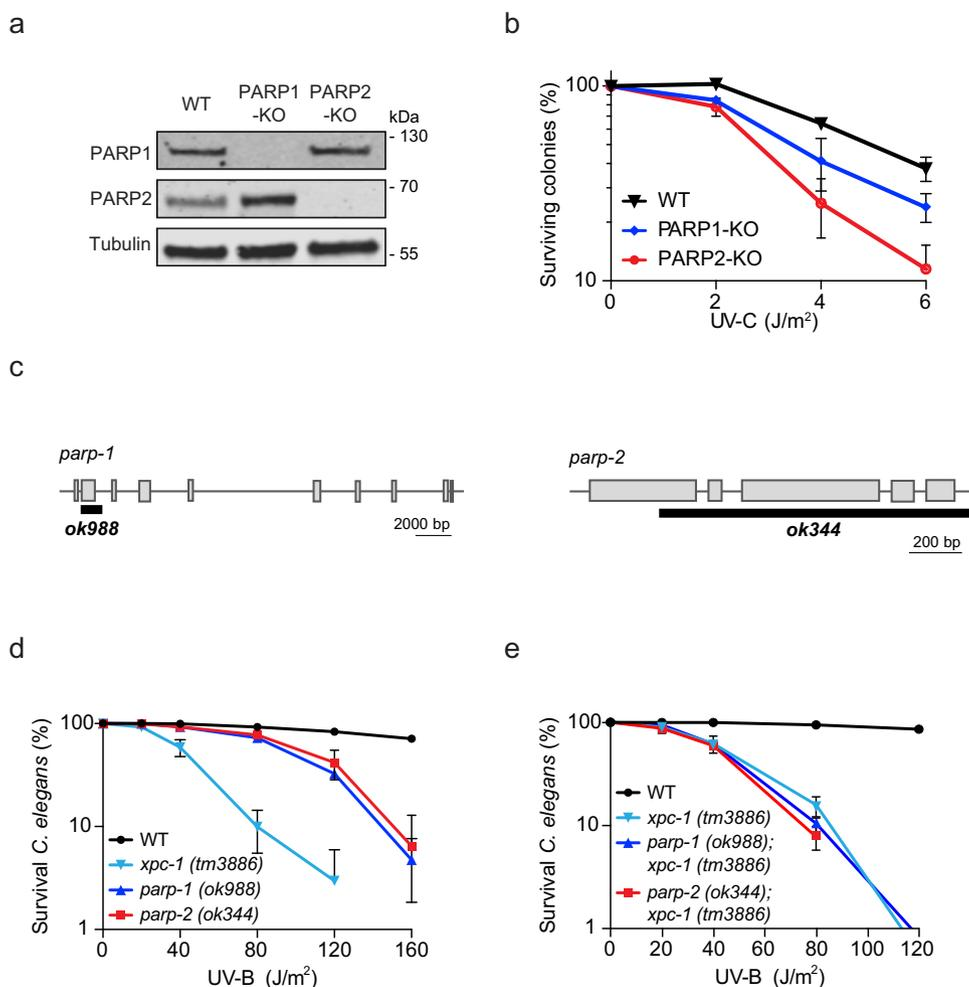 a
WT
PARP1
-KO
PARP2
-KO
kDa
PARP1
- 130
PARP2
- 70
Tubulin
- 55
b
Surviving colonies (%)
100
10
WT
PARP1-KO
PARP2-KO
0 2 4 6
UV-C (J/m²)
c
parp-1
ok988
2000 bp
parp-2
ok344
200 bp
d
Survival C. elegans (%)
100
10
1
WT
xpc-1 (tm3886)
parp-1 (ok988)
parp-2 (ok344)
0 40 80 120 160
UV-B (J/m²)
e
Survival C. elegans (%)
100
10
1
WT
xpc-1 (tm3886)
parp-1 (ok988);
xpc-1 (tm3886)
parp-2 (ok344);
xpc-1 (tm3886)
0 20 40 60 80 100 120
UV-B (J/m²)